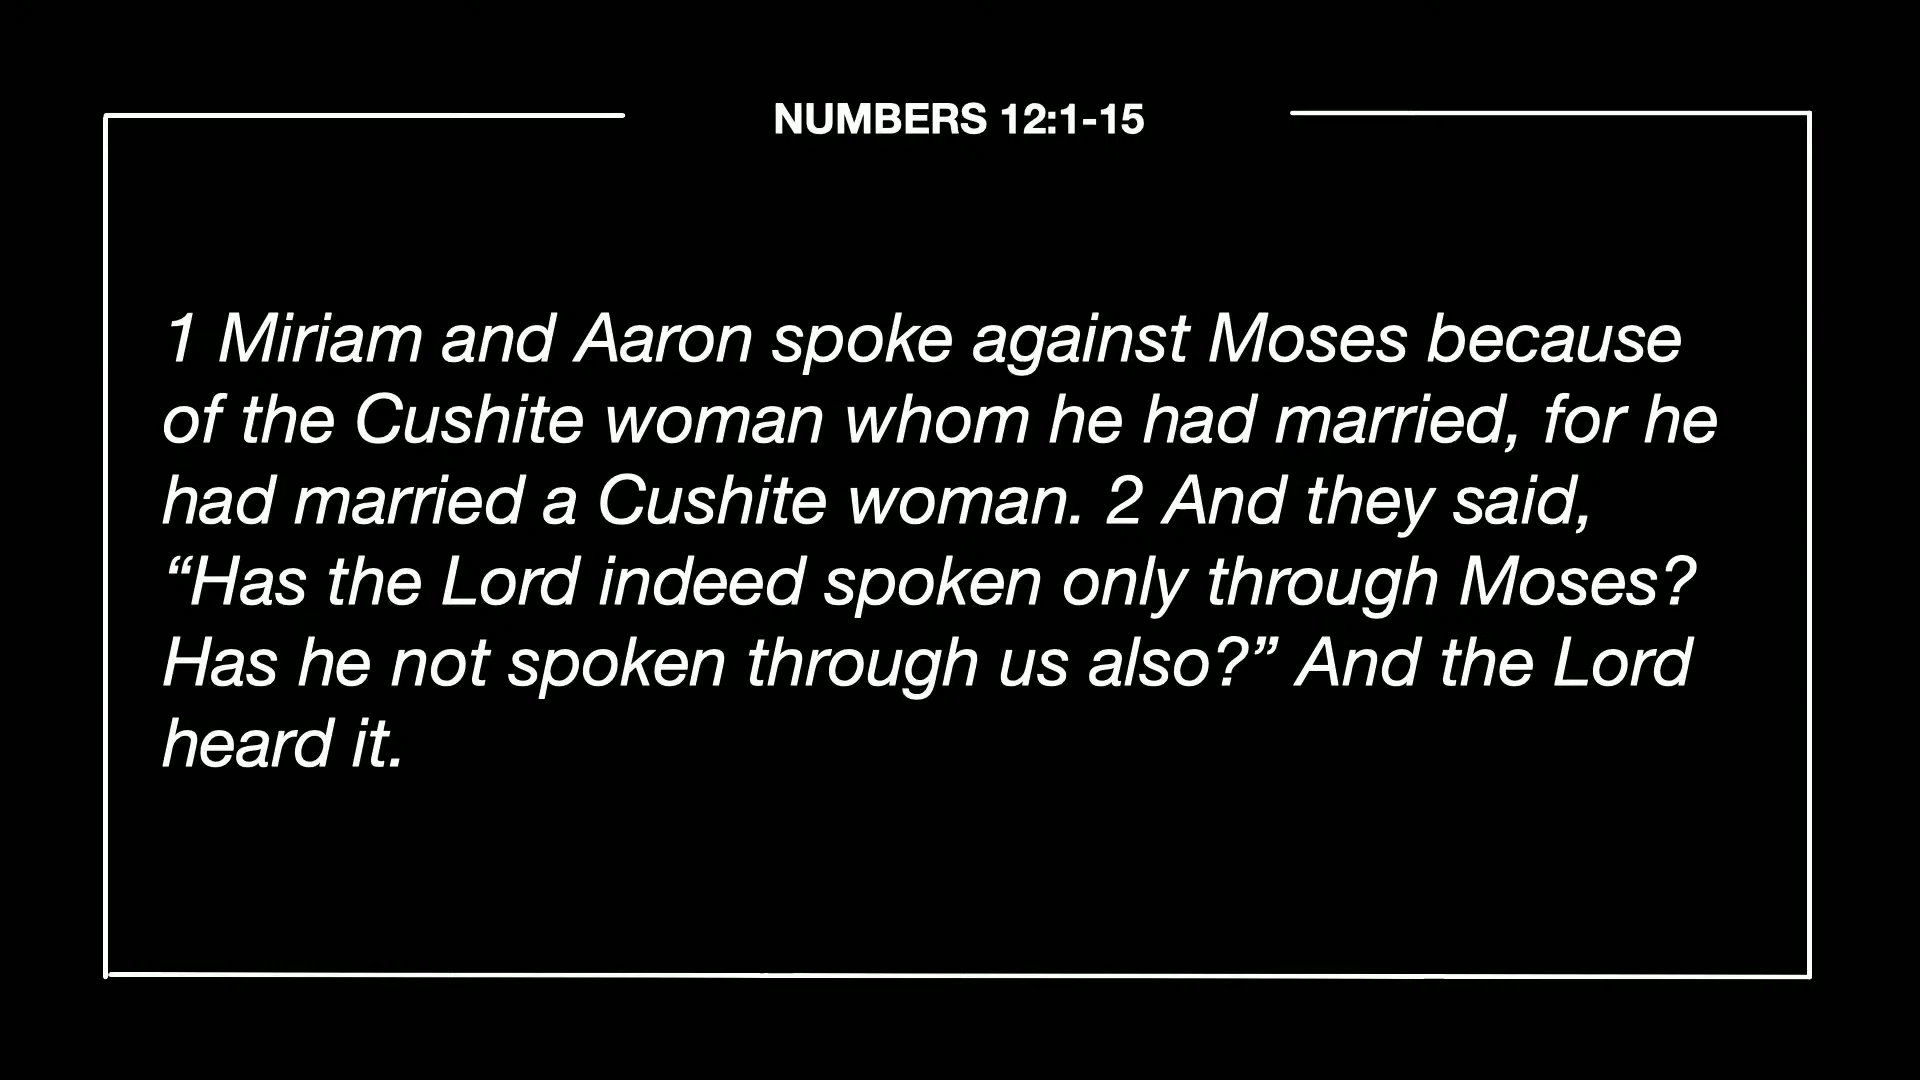 NUMBERS 12:1-15
1 Miriam and Aaron spoke against Moses because
of the Cushite woman whom he had married, for he
had married a Cushite woman. 2 And they said,
“Has the Lord indeed spoken only through Moses?
Has he not spoken through us also?” And the Lord
heard it.